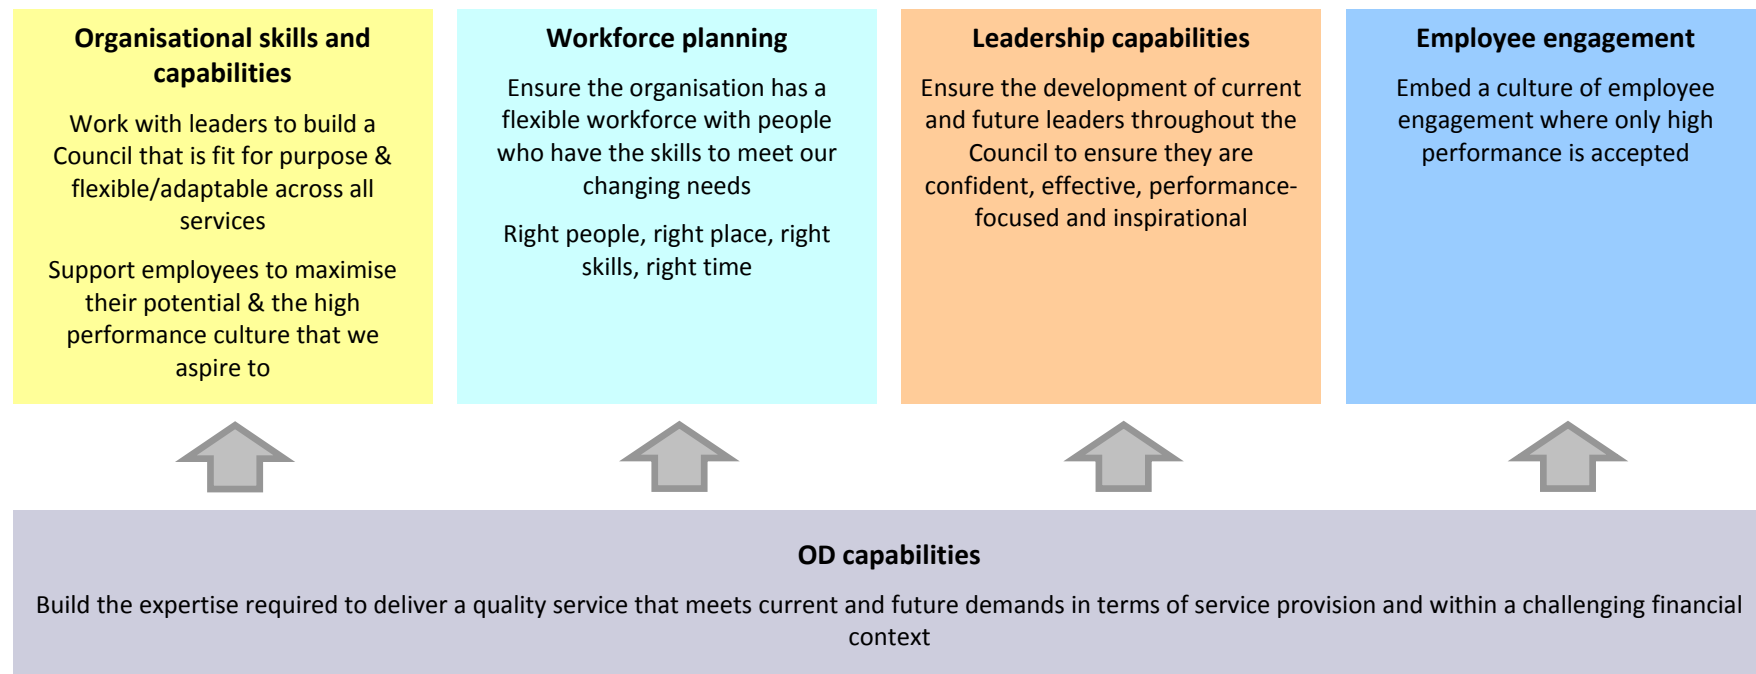 Organisational skills and
capabilities
Work with leaders to build a
Council that is fit for purpose &
flexible/adaptable across all
services
Support employees to maximise
their potential & the high
performance culture that we
aspire to
Workforce planning
Ensure the organisation has a
flexible workforce with people
who have the skills to meet our
changing needs
Right people, right place, right
skills, right time
Leadership capabilities
Ensure the development of current
and future leaders throughout the
Council to ensure they are
confident, effective, performance-
focused and inspirational
Employee engagement
Embed a culture of employee
engagement where only high
performance is accepted
OD capabilities
Build the expertise required to deliver a quality service that meets current and future demands in terms of service provision and within a challenging financial
context